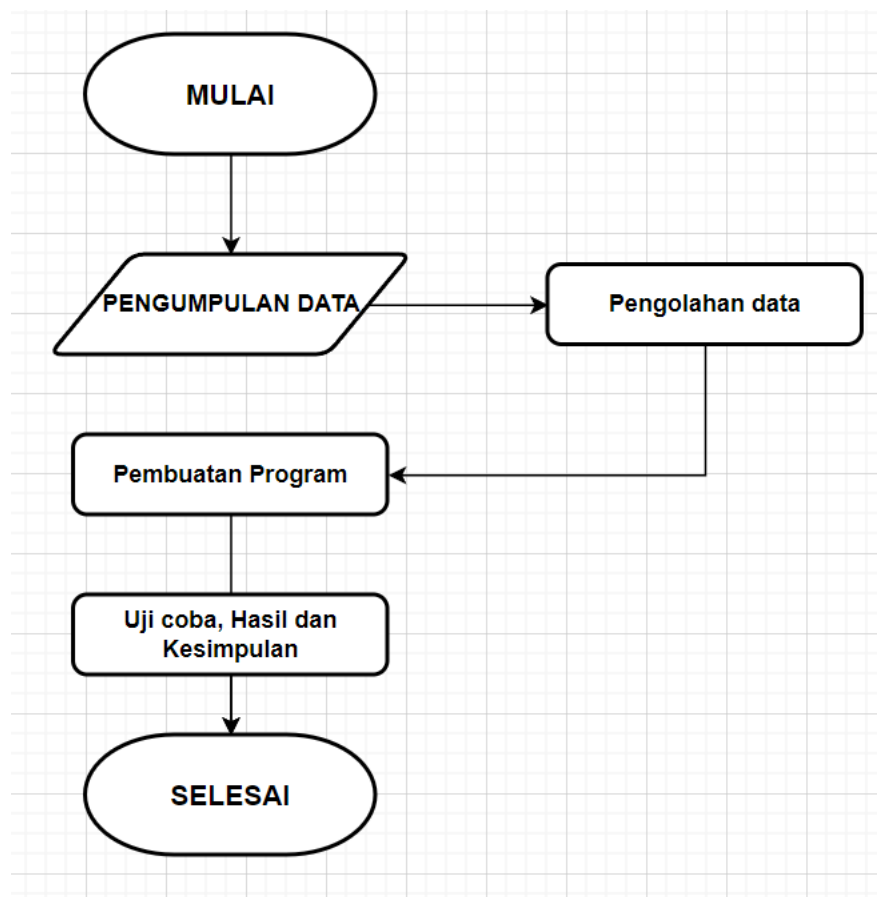 MULAI
PENGUMPULAN DATA
Pengolahan data
Pembuatan Program
Uji coba, Hasil dan
Kesimpulan
SELESAI